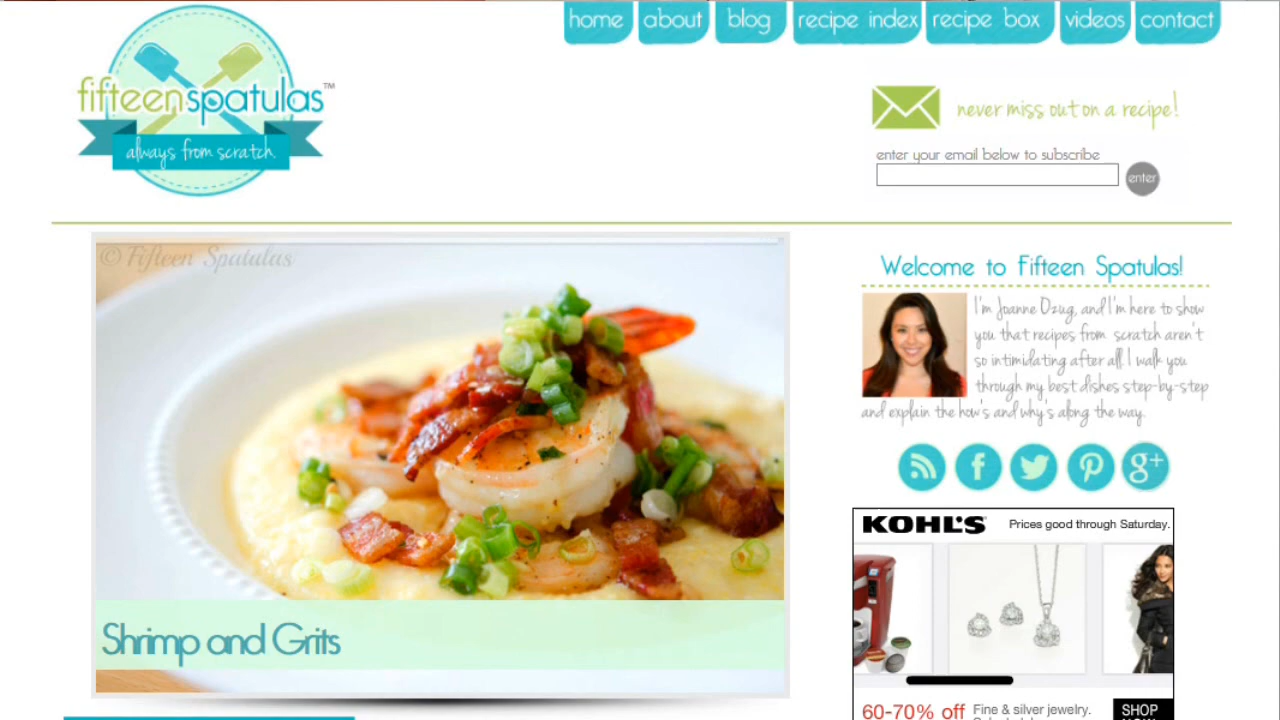 home about blog recipe index recipe box videos contact
fifteenspatulas™
always from scratch.
never miss out on a recipe!
enter your email below to subscribe
enter
© Fifteen Spatulas
Shrimp and Grits
Welcome to Fifteen Spatulas!
I'm Joanne Ozug, and I'm here to show
you that recipes from scratch aren't
so intimidating after all. I walk you
through my best dishes step-by-step
and explain the how's and why's along the way.
f g+
KOHL'S Prices good through Saturday.
60-70% off Fine & silver jewelry.
SHOP